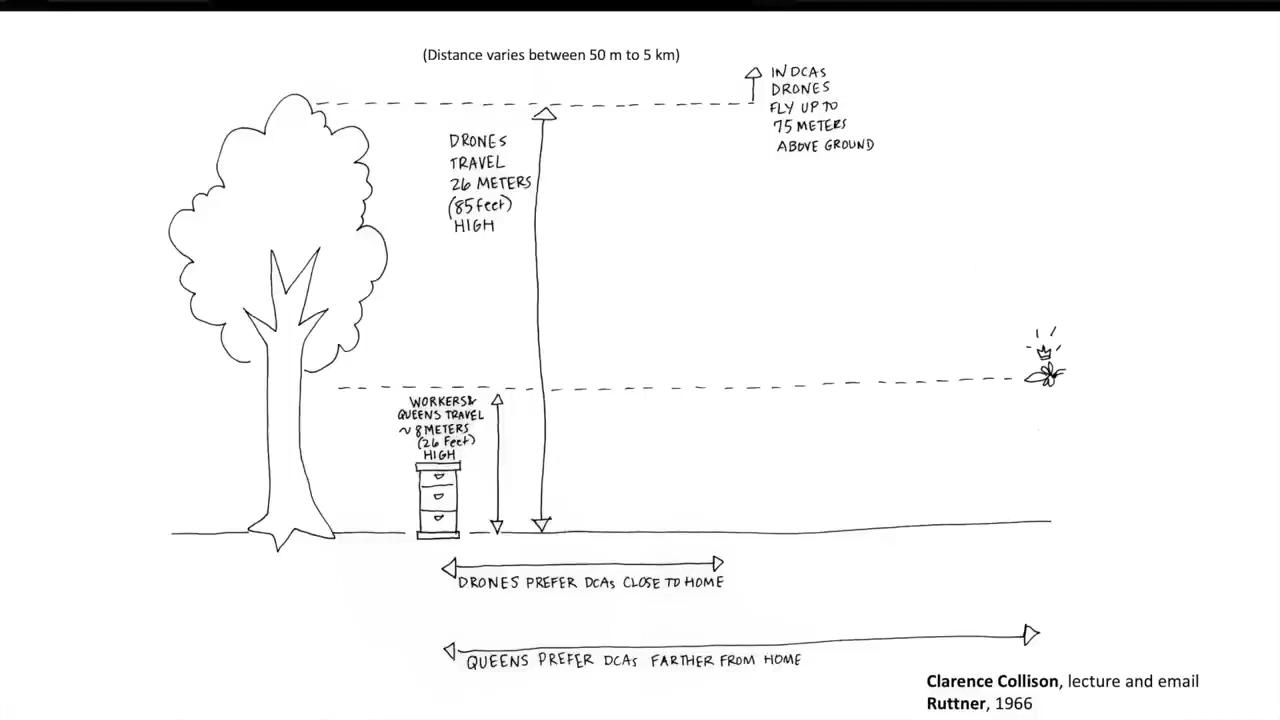 (Distance varies between 50 m to 5 km)
IN DCAS
DRONES
FLY UP TO
75 METERS
ABOVE GROUND
DRONES
TRAVEL
26 METERS
(85 feet)
HIGH
WORKERS &
QUEENS TRAVEL
~ 8 METERS
(26 Feet)
HIGH
DRONES PREFER DCAs CLOSE TO HOME
QUEENS PREFER DCAs FARTHER FROM HOME
Clarence Collison, lecture and email
Ruttner, 1966